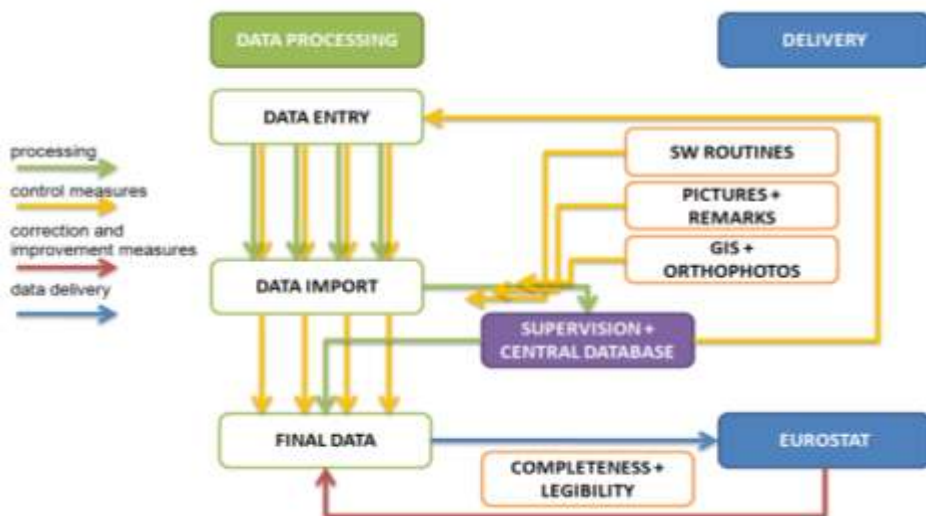 DATA PROCESSING
DELIVERY
DATA ENTRY
processing
control measures
correction and
improvement measures
data delivery
SW ROUTINES
PICTURES +
REMARKS
GIS +
ORTHOPHOTOS
DATA IMPORT
SUPERVISION +
CENTRAL DATABASE
FINAL DATA
EUROSTAT
COMPLETENESS +
LEGIBILITY